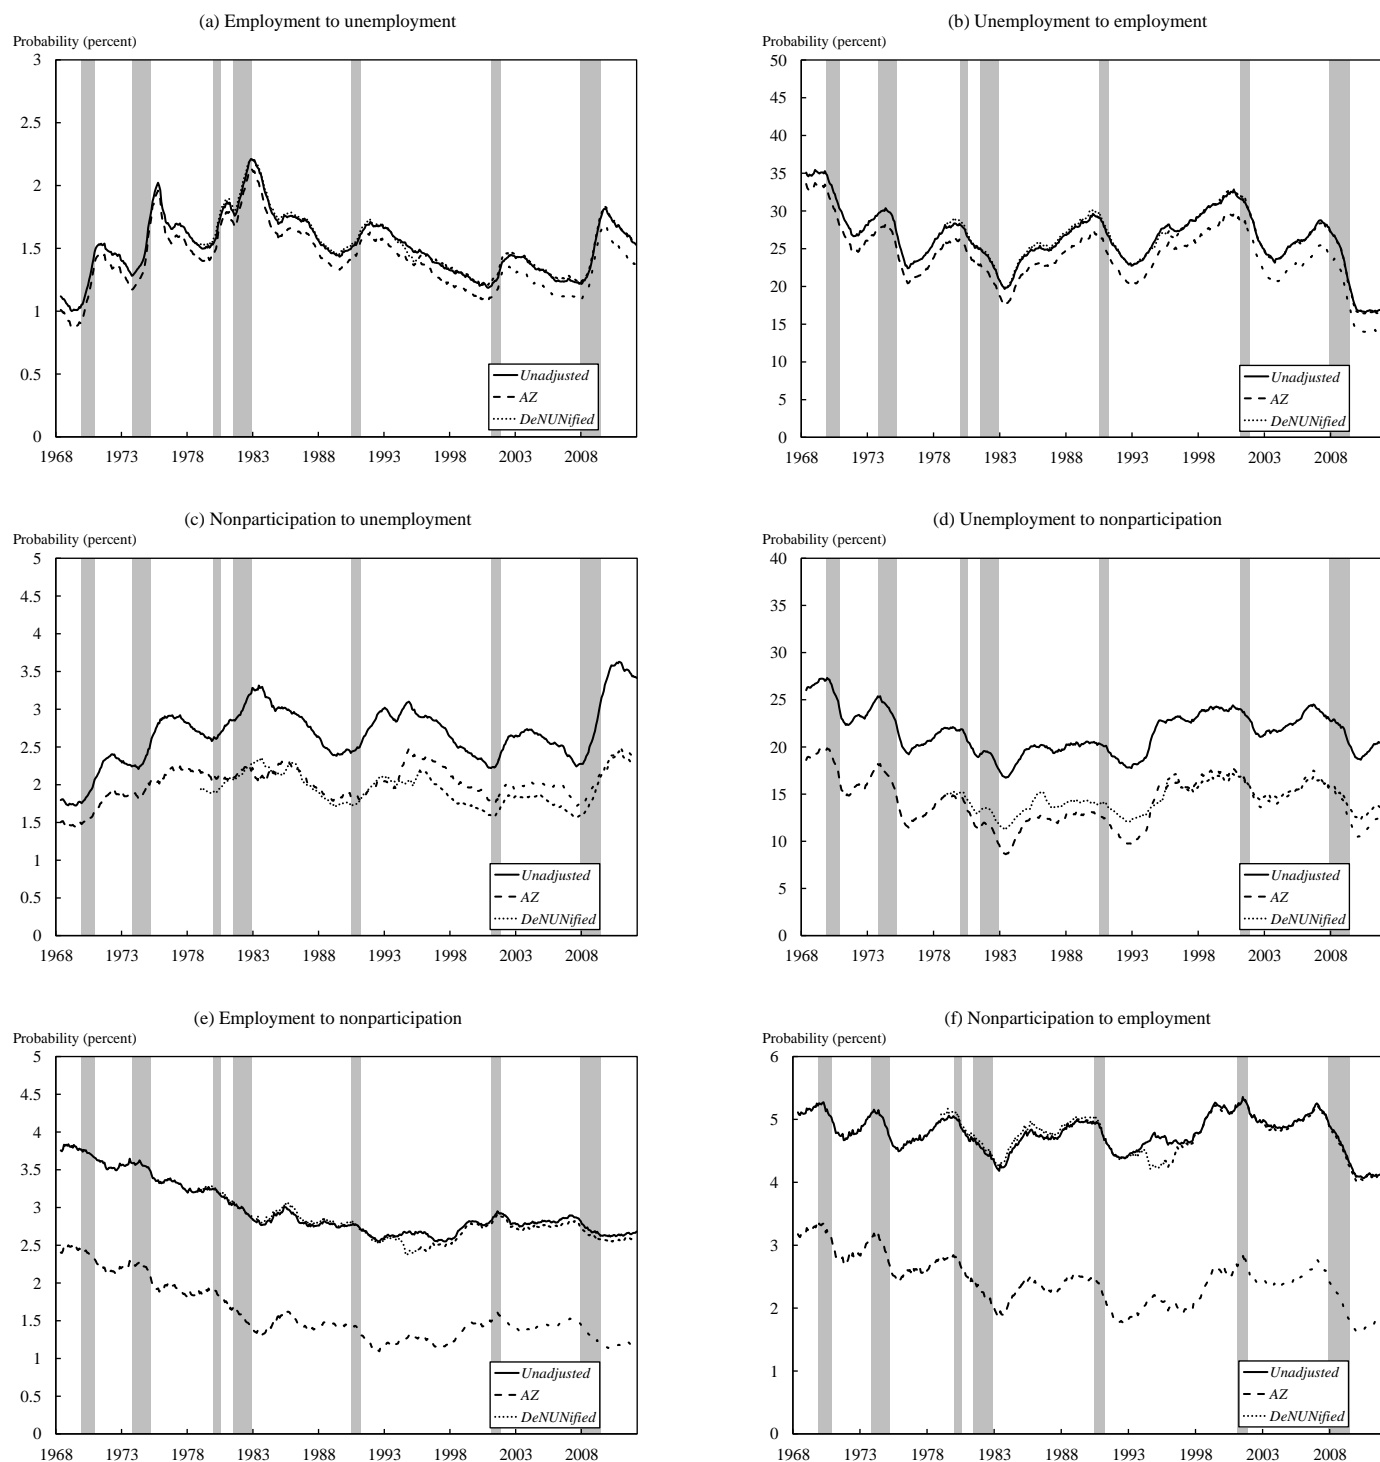 (a) Employment to unemployment
Probability (percent)
3
2.5
2
1.5
1
0.5
0
1968 1973 1978 1983 1988 1993 1998 2003 2008
Unadjusted
AZ
DeNUNified
(b) Unemployment to employment
Probability (percent)
50
45
40
35
30
25
20
15
10
5
0
1968 1973 1978 1983 1988 1993 1998 2003 2008
Unadjusted
AZ
DeNUNified
(c) Nonparticipation to unemployment
Probability (percent)
5
4.5
4
3.5
3
2.5
2
1.5
1
0.5
0
1968 1973 1978 1983 1988 1993 1998 2003 2008
Unadjusted
AZ
DeNUNified
(d) Unemployment to nonparticipation
Probability (percent)
40
35
30
25
20
15
10
5
0
1968 1973 1978 1983 1988 1993 1998 2003 2008
Unadjusted
AZ
DeNUNified
(e) Employment to nonparticipation
Probability (percent)
5
4.5
4
3.5
3
2.5
2
1.5
1
0.5
0
1968 1973 1978 1983 1988 1993 1998 2003 2008
Unadjusted
AZ
DeNUNified
(f) Nonparticipation to employment
Probability (percent)
6
5
4
3
2
1
0
1968 1973 1978 1983 1988 1993 1998 2003 2008
Unadjusted
AZ
DeNUNified